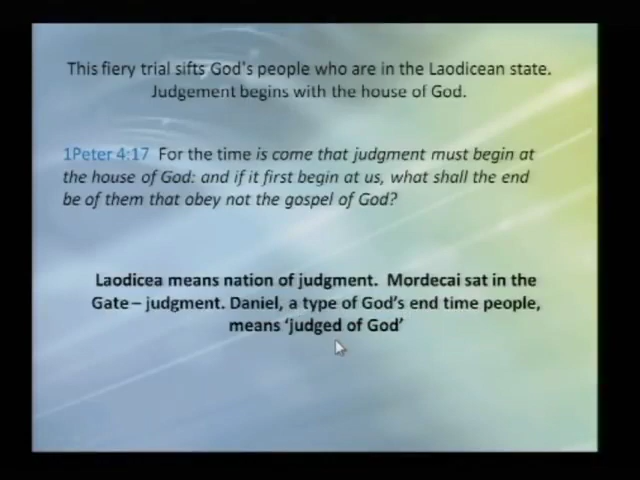 This fiery trial sifts God's people who are in the Laodicean state.
Judgement begins with the house of God.
1Peter 4:17 For the time is come that judgment must begin at
the house of God: and if it first begin at us, what shall the end
be of them that obey not the gospel of God?
Laodicea means nation of judgment. Mordecai sat in the
Gate – judgment. Daniel, a type of God's end time people,
means 'judged of God'